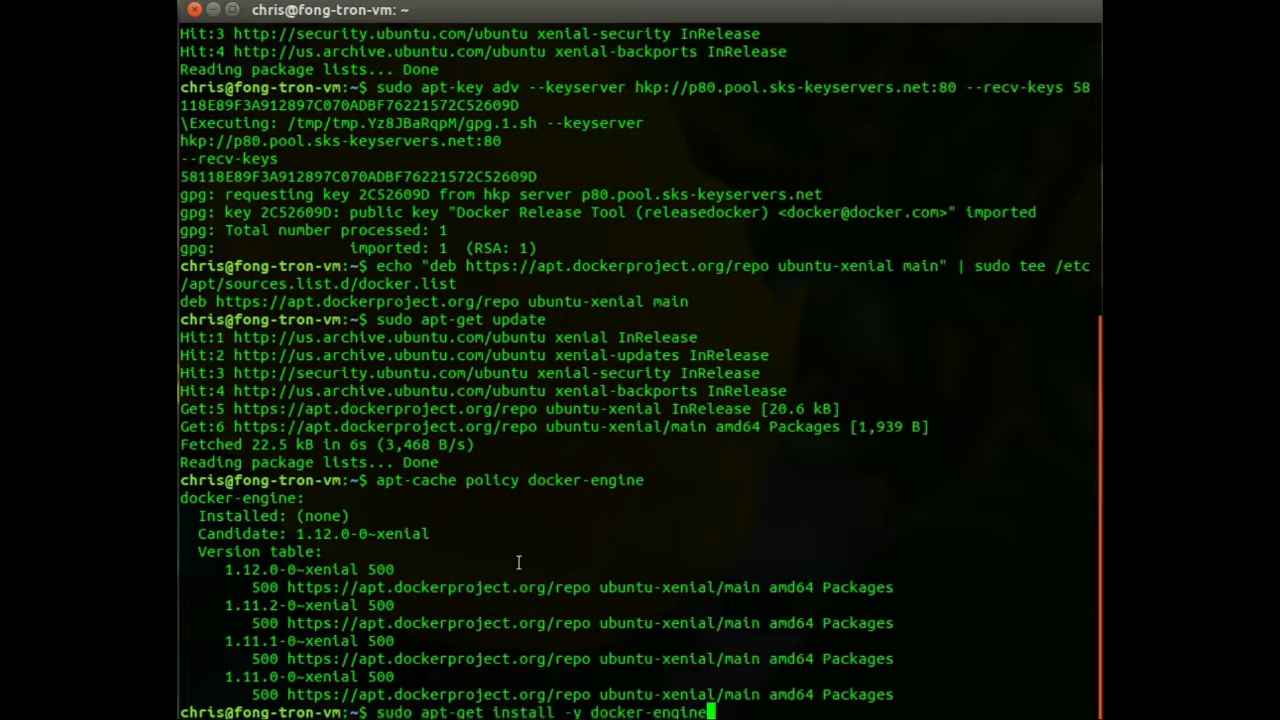 chris@fong-tron-vm: ~
Hit:3 http://security.ubuntu.com/ubuntu xenial-security InRelease
Hit:4 http://us.archive.ubuntu.com/ubuntu xenial-backports InRelease
Reading package lists... Done
chris@fong-tron-vm:~$ sudo apt-key adv --keyserver hkp://p80.pool.sks-keyservers.net:80 --recv-keys 58
118E89F3A912897C070ADBF76221572C52609D
\Executing: /tmp/tmp.Yz8JBaRqpM/gpg.1.sh --keyserver
hkp://p80.pool.sks-keyservers.net:80
--recv-keys
58118E89F3A912897C070ADBF76221572C52609D
gpg: requesting key 2C52609D from hkp server p80.pool.sks-keyservers.net
gpg: key 2C52609D: public key "Docker Release Tool (releasedocker) <docker@docker.com>" imported
gpg: Total number processed: 1
gpg:               imported: 1  (RSA: 1)
chris@fong-tron-vm:~$ echo "deb https://apt.dockerproject.org/repo ubuntu-xenial main" | sudo tee /etc
/apt/sources.list.d/docker.list
deb https://apt.dockerproject.org/repo ubuntu-xenial main
chris@fong-tron-vm:~$ sudo apt-get update
Hit:1 http://us.archive.ubuntu.com/ubuntu xenial InRelease
Hit:2 http://us.archive.ubuntu.com/ubuntu xenial-updates InRelease
Hit:3 http://security.ubuntu.com/ubuntu xenial-security InRelease
Hit:4 http://us.archive.ubuntu.com/ubuntu xenial-backports InRelease
Get:5 https://apt.dockerproject.org/repo ubuntu-xenial InRelease [20.6 kB]
Get:6 https://apt.dockerproject.org/repo ubuntu-xenial/main amd64 Packages [1,939 B]
Fetched 22.5 kB in 6s (3,468 B/s)
Reading package lists... Done
chris@fong-tron-vm:~$ apt-cache policy docker-engine
docker-engine:
  Installed: (none)
  Candidate: 1.12.0-0~xenial
  Version table:
     1.12.0-0~xenial 500
        500 https://apt.dockerproject.org/repo ubuntu-xenial/main amd64 Packages
     1.11.2-0~xenial 500
        500 https://apt.dockerproject.org/repo ubuntu-xenial/main amd64 Packages
     1.11.1-0~xenial 500
        500 https://apt.dockerproject.org/repo ubuntu-xenial/main amd64 Packages
     1.11.0-0~xenial 500
        500 https://apt.dockerproject.org/repo ubuntu-xenial/main amd64 Packages
chris@fong-tron-vm:~$ sudo apt-get install -y docker-engine